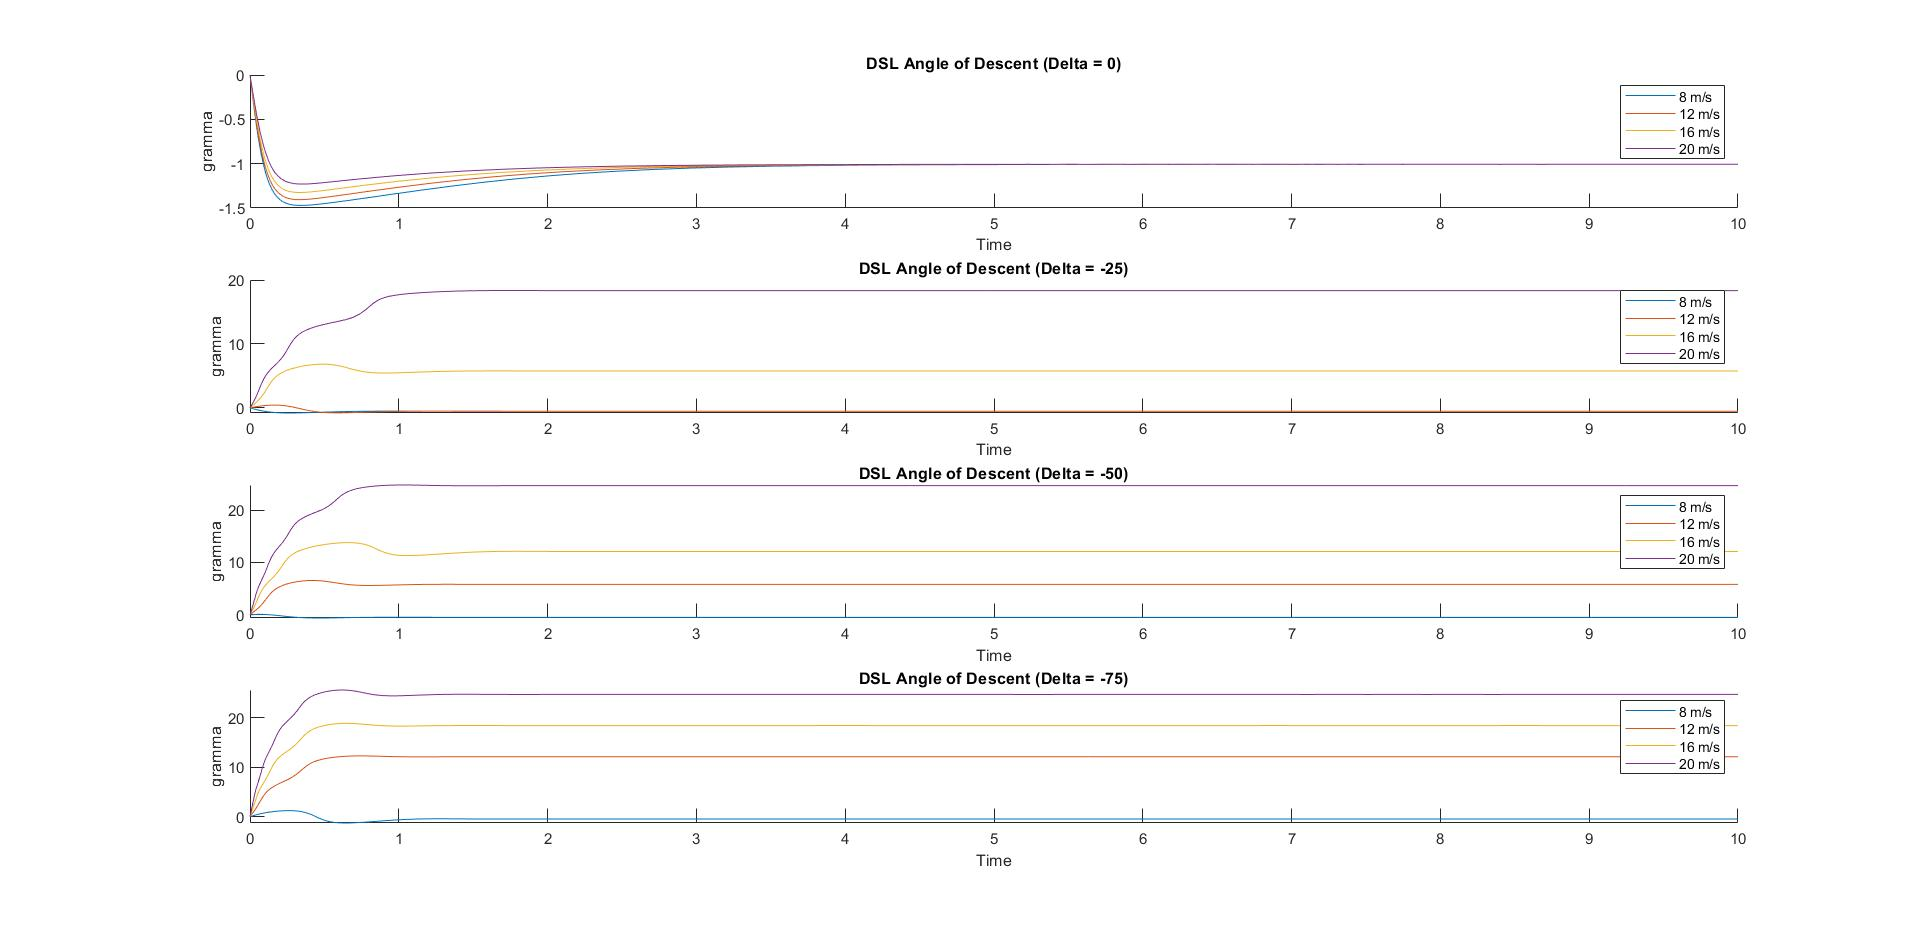 DSL Angle of Descent (Delta = 0)
0
-0.5
-1
-1.5
gramma
8 m/s
12 m/s
16 m/s
20 m/s
0 1 2 3 4 5 6 7 8 9 10
Time
DSL Angle of Descent (Delta = -25)
20
10
0
gramma
8 m/s
12 m/s
16 m/s
20 m/s
0 1 2 3 4 5 6 7 8 9 10
Time
DSL Angle of Descent (Delta = -50)
20
10
0
gramma
8 m/s
12 m/s
16 m/s
20 m/s
0 1 2 3 4 5 6 7 8 9 10
Time
DSL Angle of Descent (Delta = -75)
20
10
0
gramma
8 m/s
12 m/s
16 m/s
20 m/s
0 1 2 3 4 5 6 7 8 9 10
Time